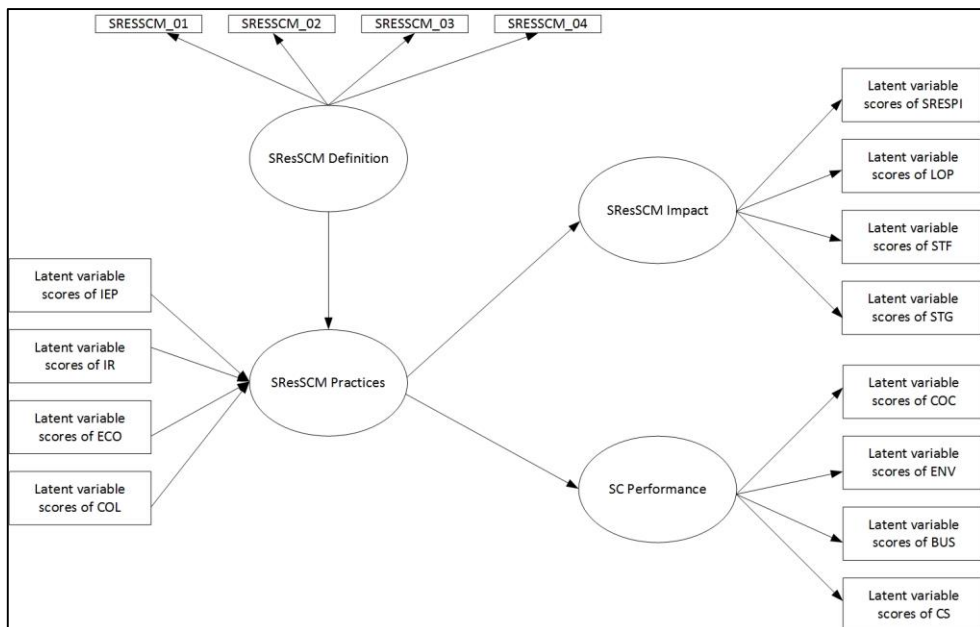 SRESSCM_01
SRESSCM_02
SRESSCM_03
SRESSCM_04
SResSCM Definition
Latent variable
scores of IEP
Latent variable
scores of IR
Latent variable
scores of ECO
Latent variable
scores of COL
SResSCM Practices
SResSCM Impact
SC Performance
Latent variable
scores of SRESPI
Latent variable
scores of LOP
Latent variable
scores of STF
Latent variable
scores of STG
Latent variable
scores of COC
Latent variable
scores of ENV
Latent variable
scores of BUS
Latent variable
scores of CS